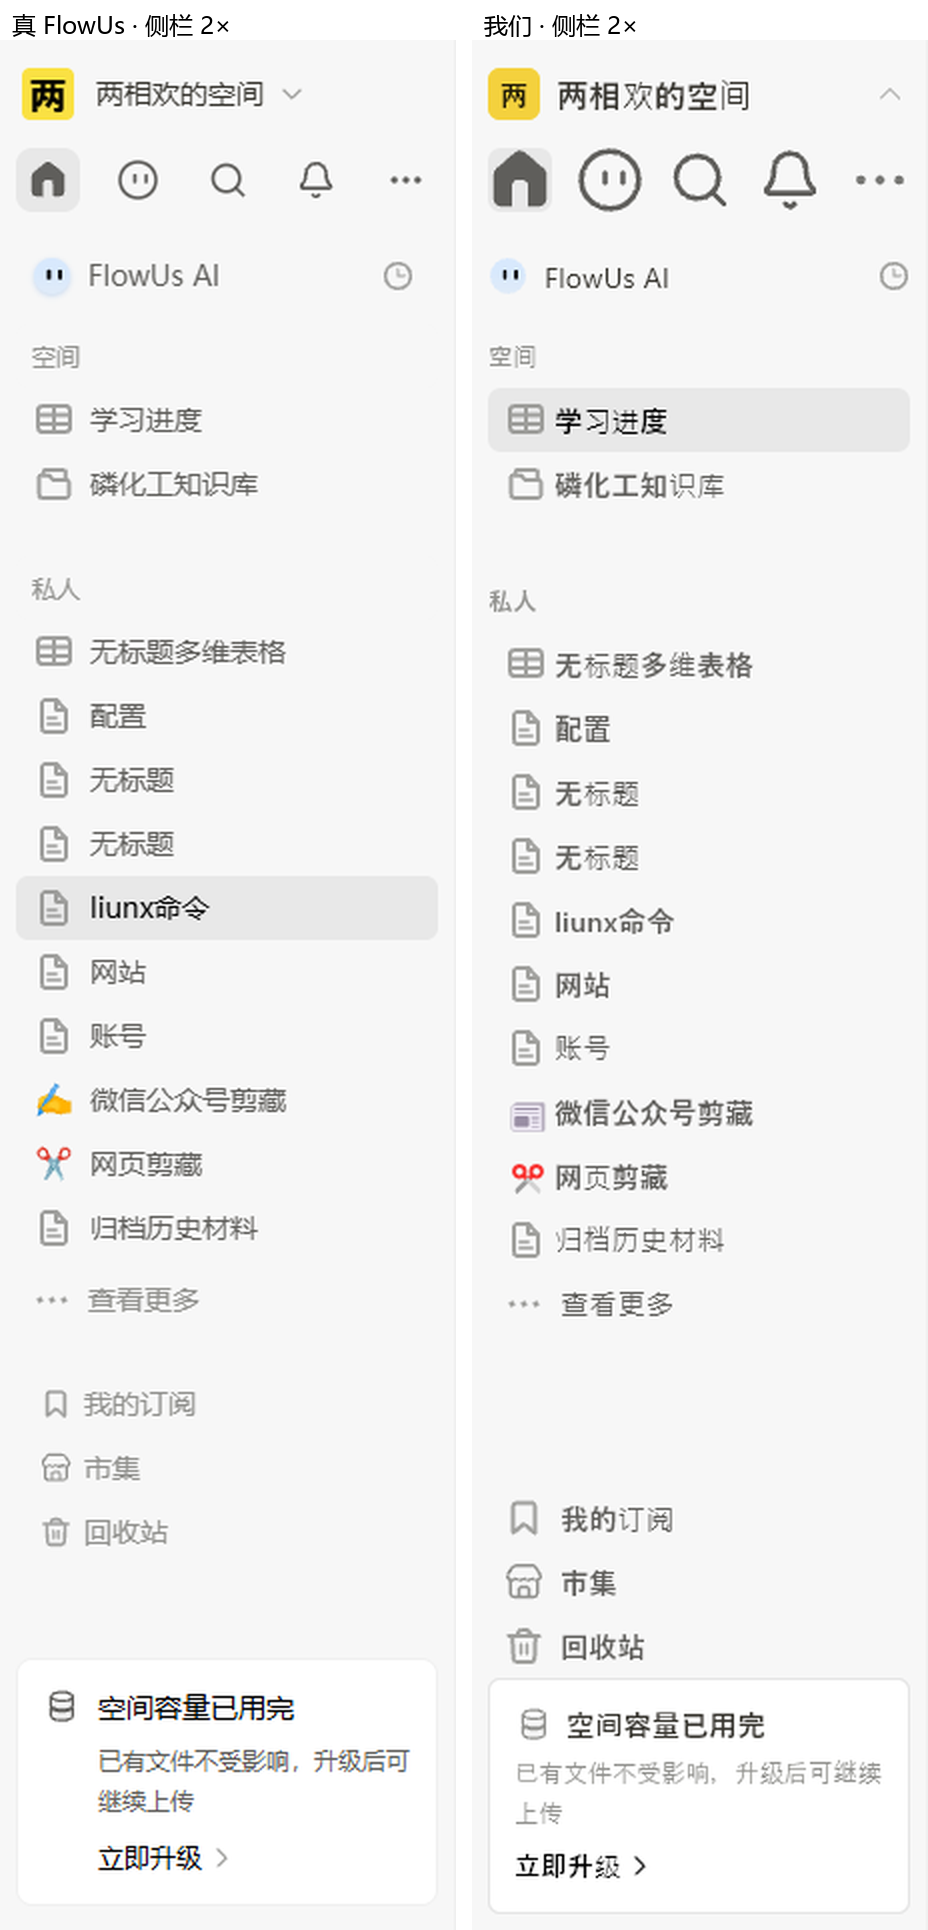 真 FlowUs · 侧栏 2×
两 两相欢的空间
FlowUs AI
空间
学习进度
磷化工知识库
私人
无标题多维表格
配置
无标题
无标题
liunx命令
网站
账号
微信公众号剪藏
网页剪藏
归档历史材料
查看更多
我的订阅
市集
回收站
空间容量已用完
已有文件不受影响，升级后可
继续上传
立即升级
我们 · 侧栏 2×
两 两相欢的空间
FlowUs AI
空间
学习进度
磷化工知识库
私人
无标题多维表格
配置
无标题
无标题
liunx命令
网站
账号
微信公众号剪藏
网页剪藏
归档历史材料
查看更多
我的订阅
市集
回收站
空间容量已用完
已有文件不受影响，升级后可继续
上传
立即升级